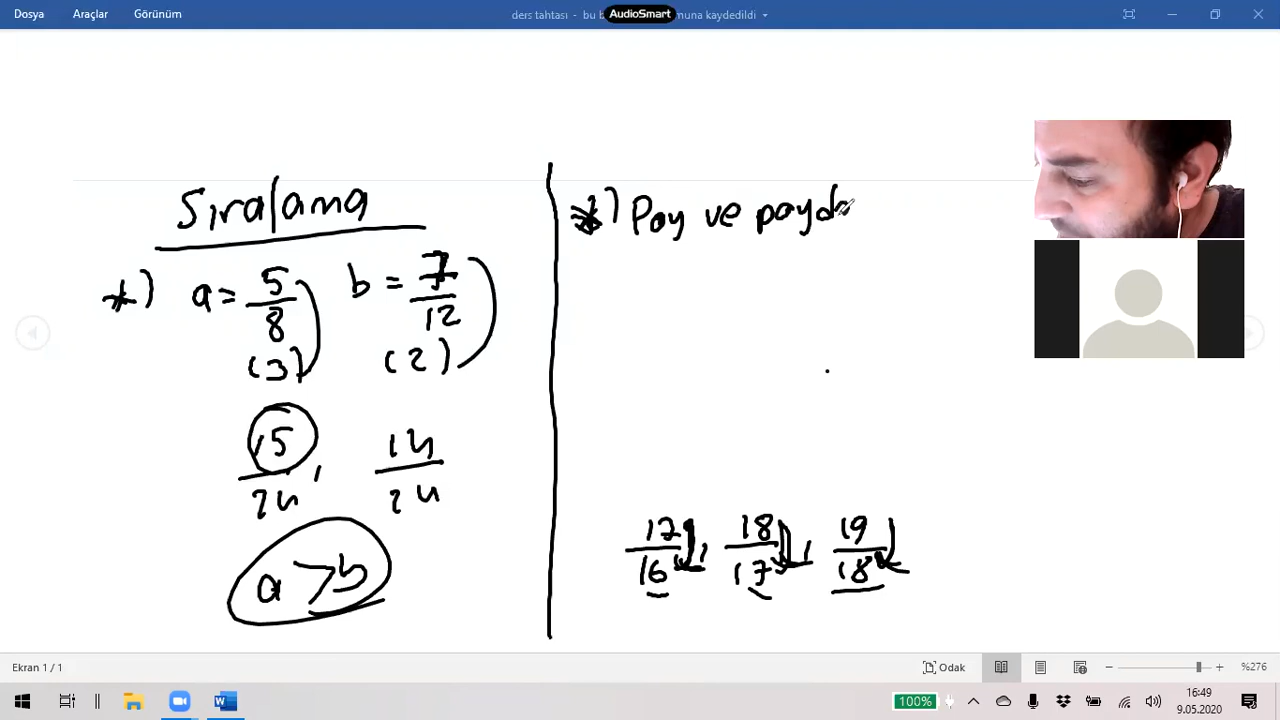 Dosya Araçlar Görünüm
AudioSmart
Sıralama
*) a = 5/8 b = 7/12
(3) (2)
15/24, 14/24
a > b
*) Pay ve payda
17/16, 18/17, 19/18
Ekran 1 / 1
Odak
%276
100%
16:49
9.05.2020